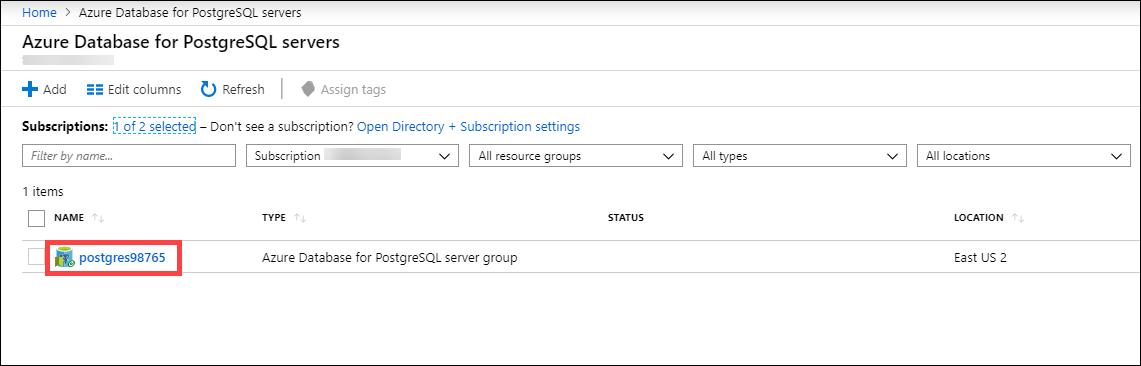 Home > Azure Database for PostgreSQL servers
Azure Database for PostgreSQL servers
Add Edit columns Refresh Assign tags
Subscriptions: 1 of 2 selected – Don't see a subscription? Open Directory + Subscription settings
Filter by name... Subscription All resource groups All types All locations
1 items
NAME TYPE STATUS LOCATION
postgres98765 Azure Database for PostgreSQL server group East US 2